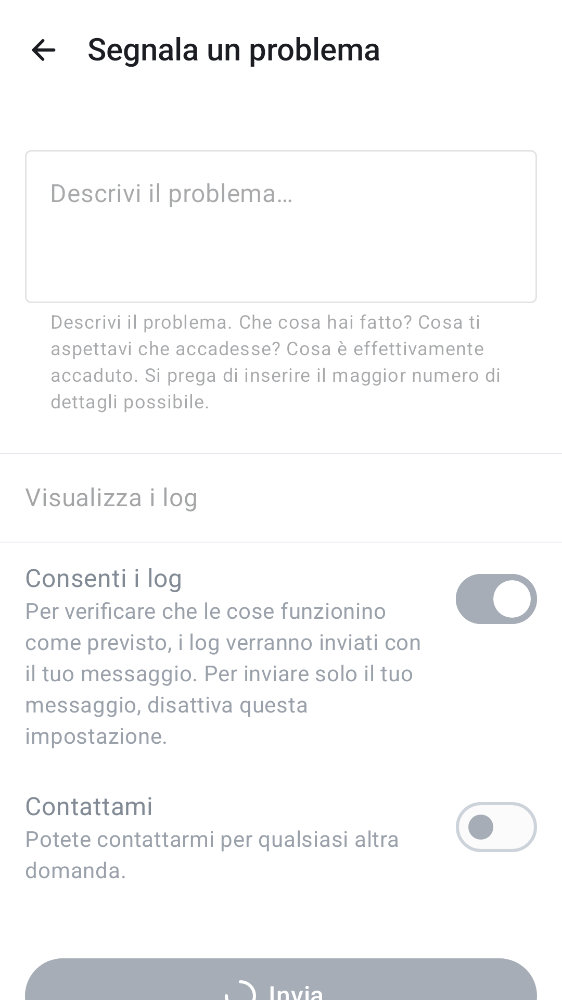 Segnala un problema
Descrivi il problema…
Descrivi il problema. Che cosa hai fatto? Cosa ti
aspettavi che accadesse? Cosa è effettivamente
accaduto. Si prega di inserire il maggior numero di
dettagli possibile.
Visualizza i log
Consenti i log
Per verificare che le cose funzionino
come previsto, i log verranno inviati con
il tuo messaggio. Per inviare solo il tuo
messaggio, disattiva questa
impostazione.
Contattami
Potete contattarmi per qualsiasi altra
domanda.
Invia